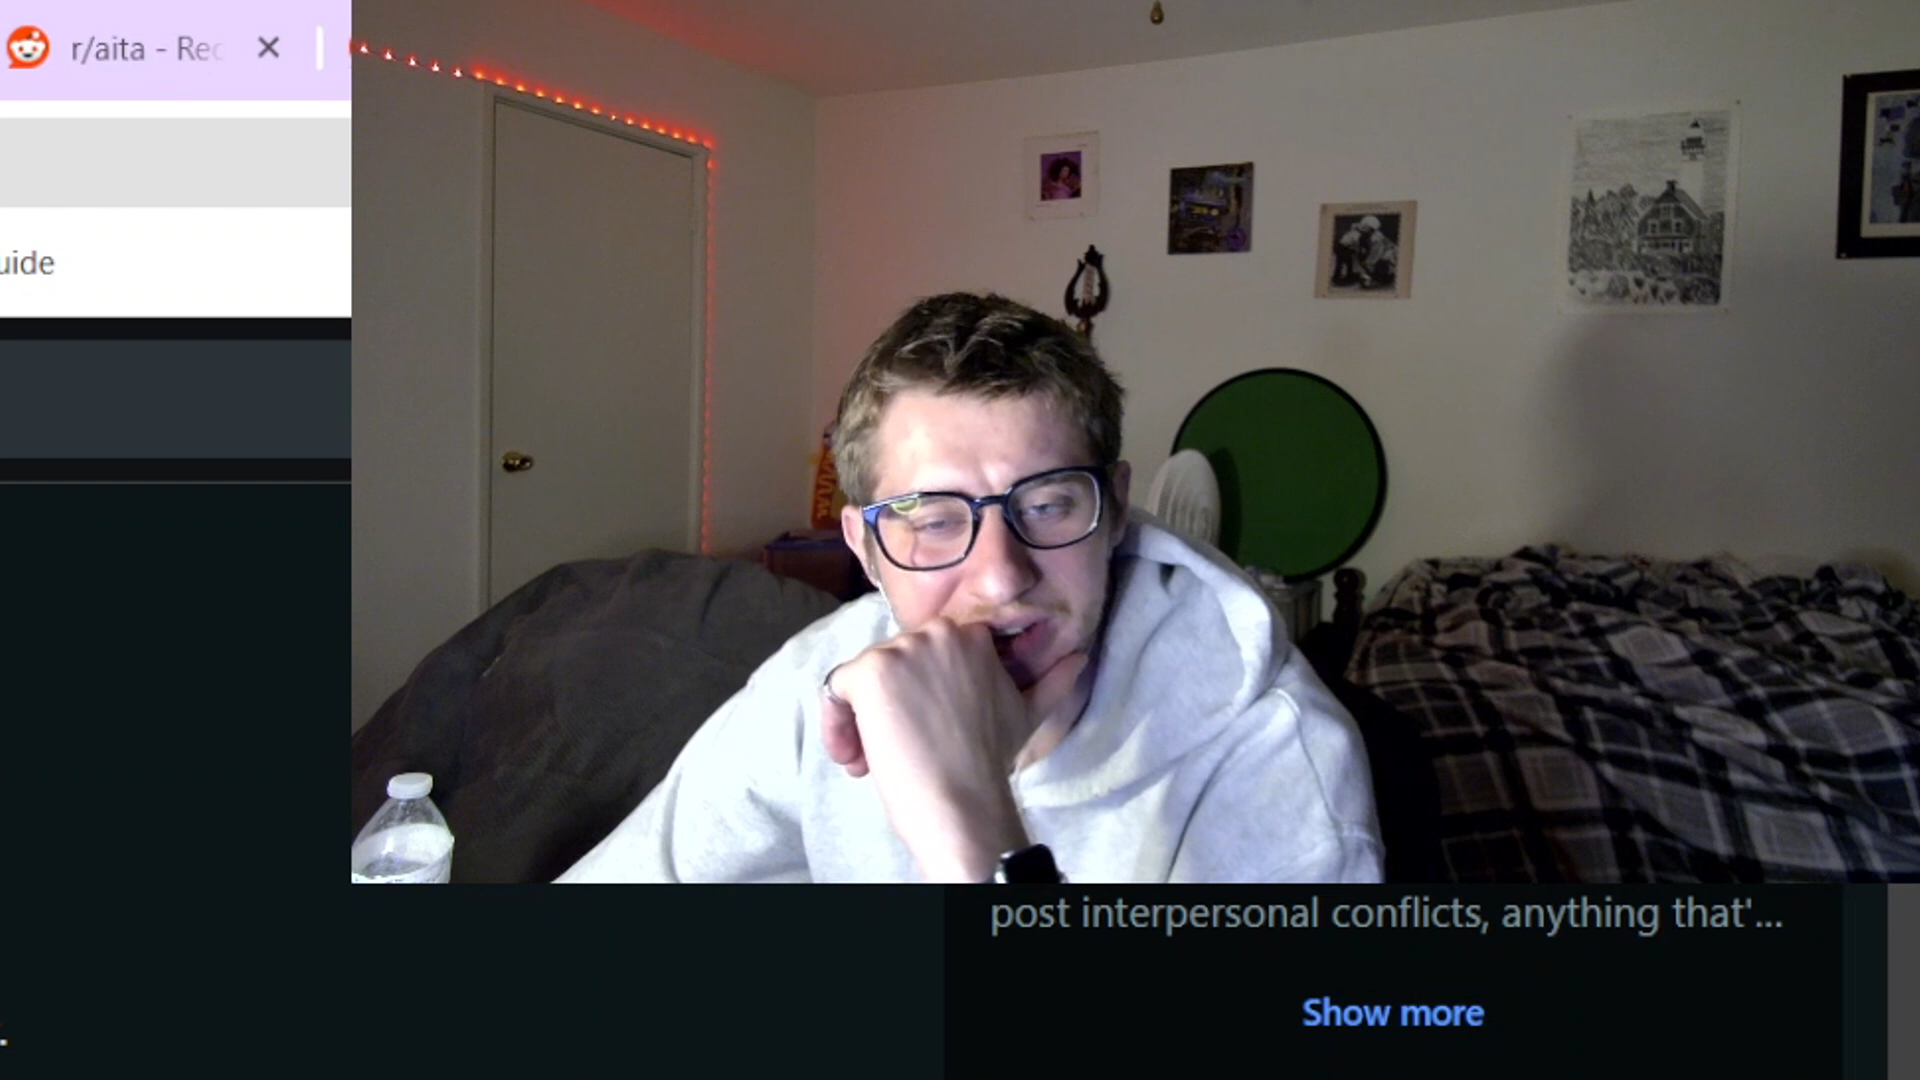 r/aita - Rec
uide
post interpersonal conflicts, anything that'...
Show more